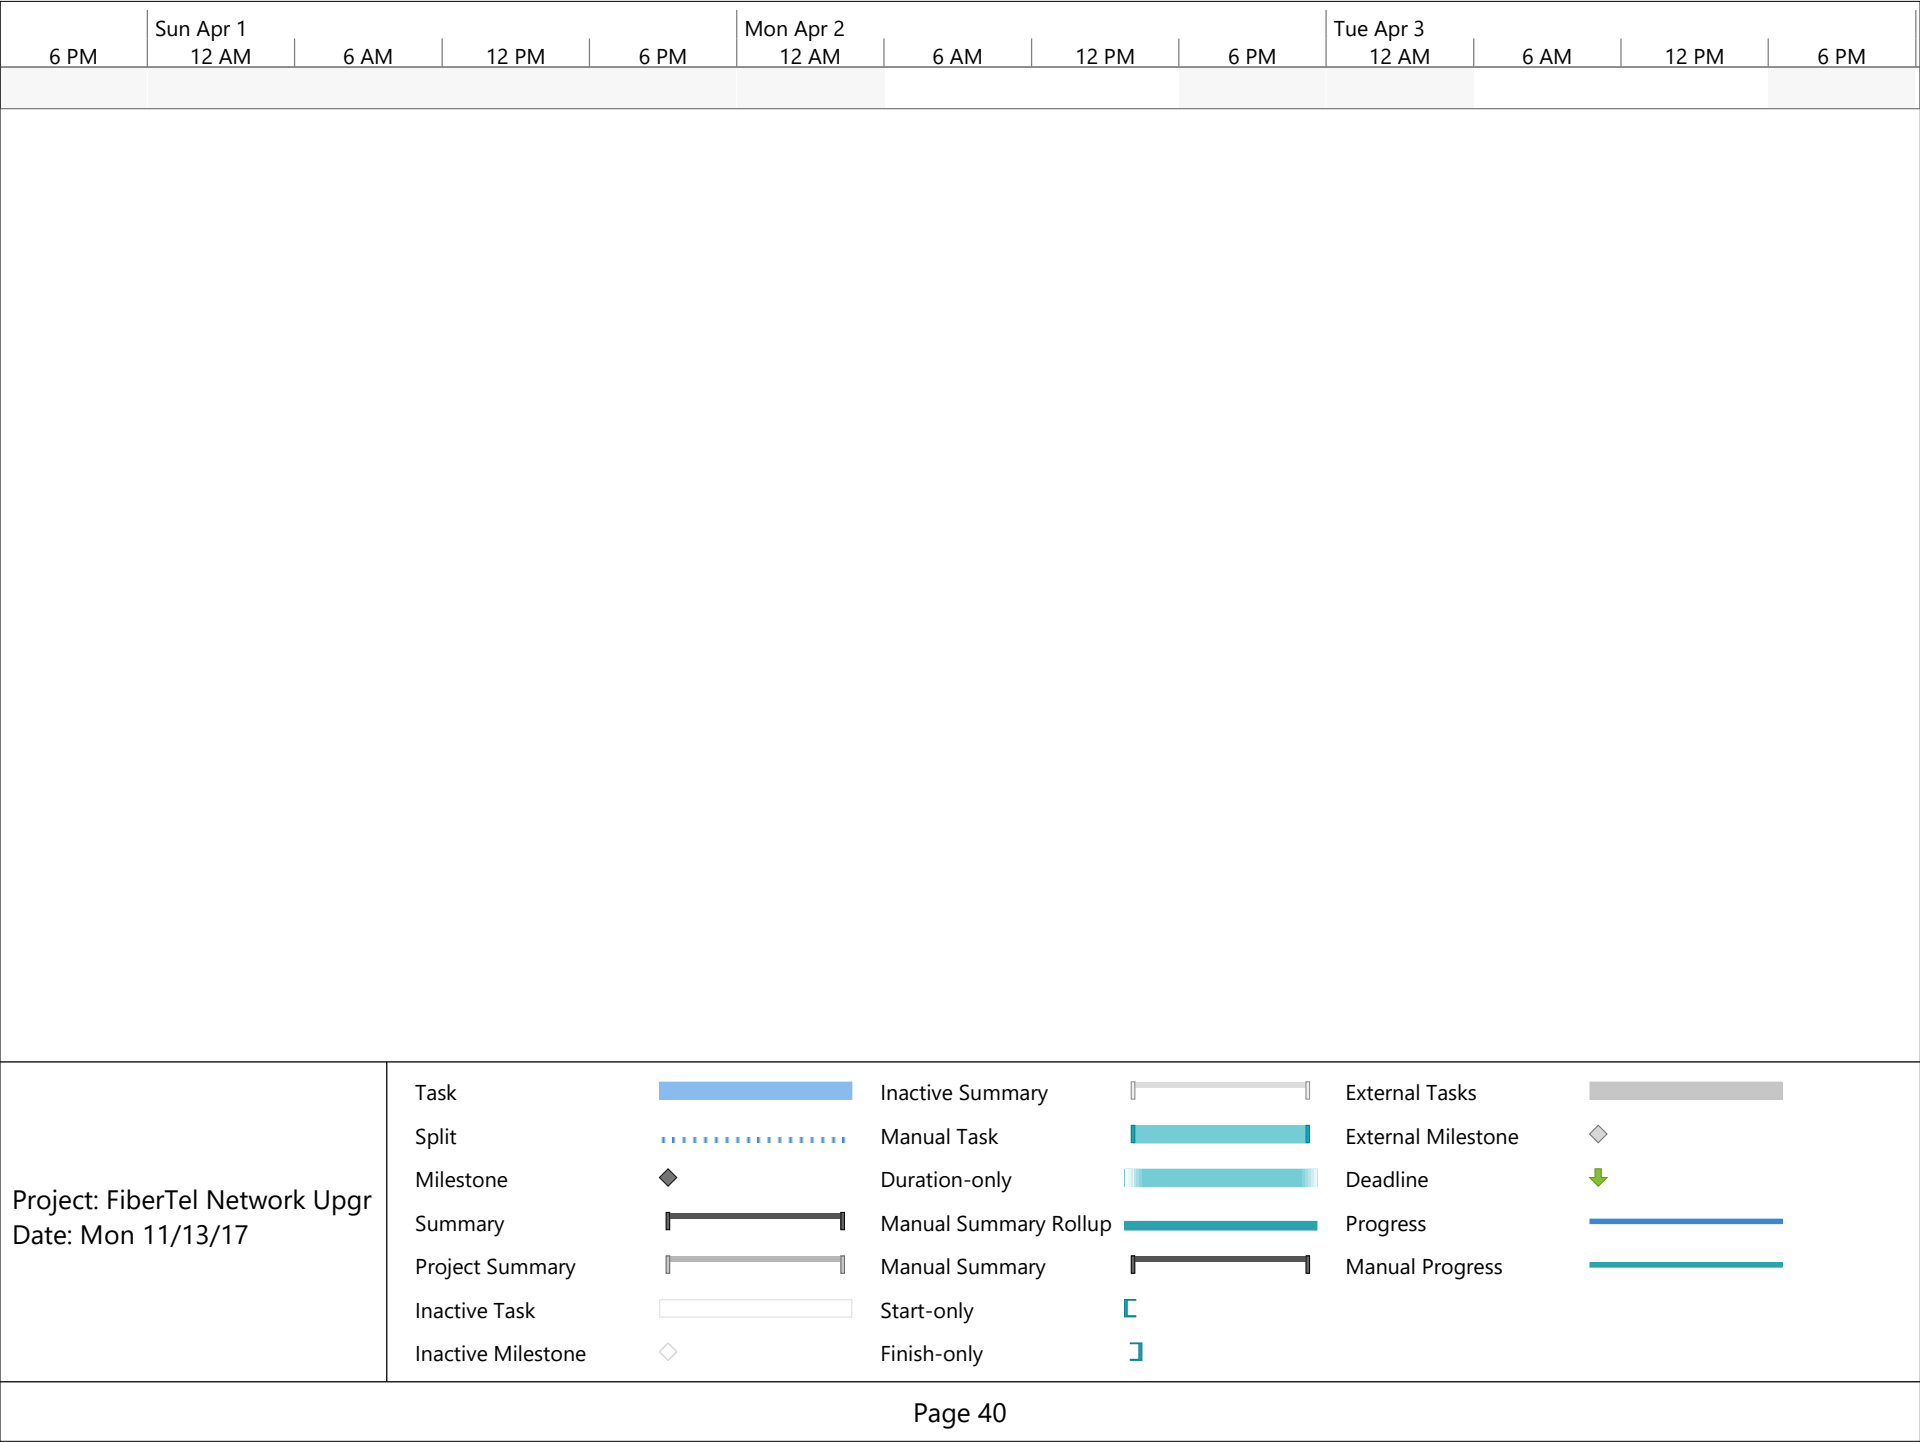 Sun Apr 1 Mon Apr 2 Tue Apr 3
6 PM 12 AM 6 AM 12 PM 6 PM 12 AM 6 AM 12 PM 6 PM 12 AM 6 AM 12 PM 6 PM
Project: FiberTel Network Upgr
Date: Mon 11/13/17
Task
Split
Milestone
Summary
Project Summary
Inactive Task
Inactive Milestone
Inactive Summary
Manual Task
Duration-only
Manual Summary Rollup
Manual Summary
Start-only
Finish-only
External Tasks
External Milestone
Deadline
Progress
Manual Progress
Page 40